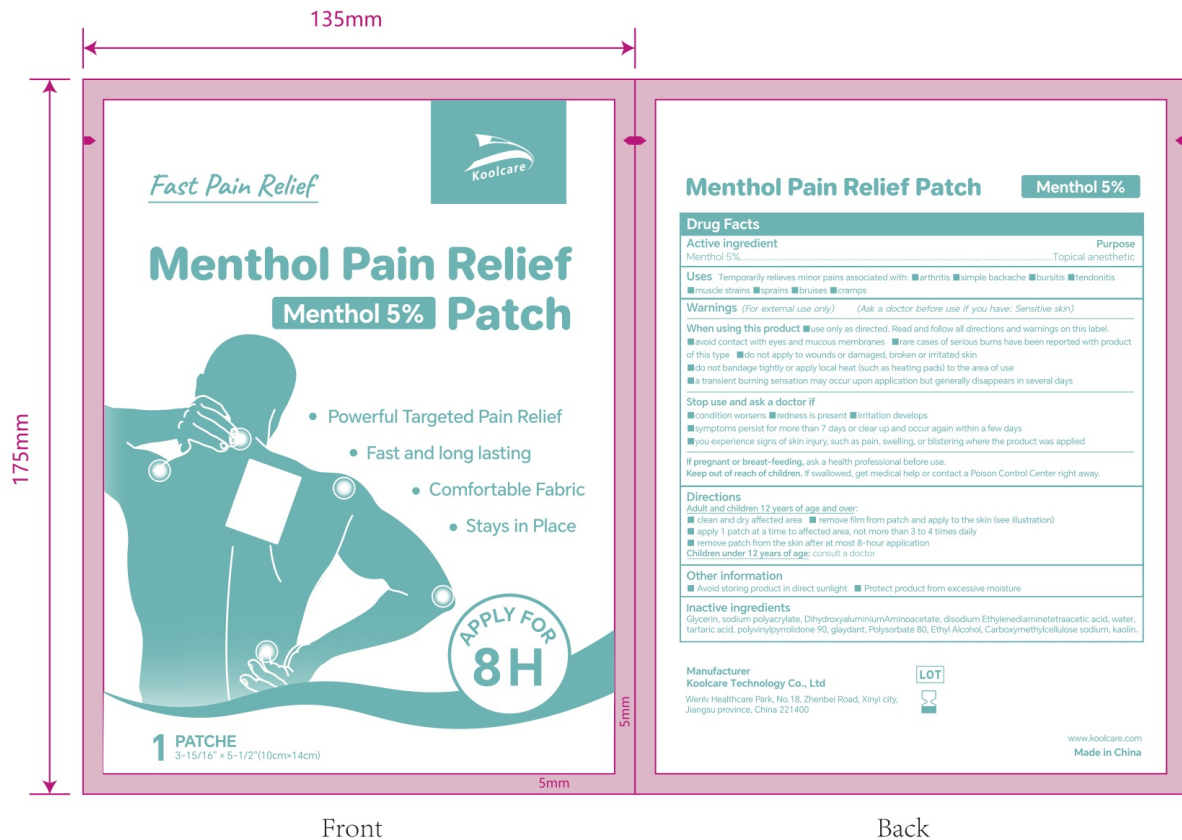 135mm
175mm
Fast Pain Relief
Koolcare
Menthol Pain Relief
Menthol 5% Patch
• Powerful Targeted Pain Relief
• Fast and long lasting
• Comfortable Fabric
• Stays in Place
APPLY FOR
8H
1 PATCHE
3-15/16" × 5-1/2"(10cm×14cm)
5mm
5mm
Front
Menthol Pain Relief Patch Menthol 5%
Drug Facts
Active ingredient Purpose
Menthol 5%........Topical anesthetic
Uses Temporarily relieves minor pains associated with: ■arthritis ■simple backache ■bursitis ■tendonitis
■muscle strains ■sprains ■bruises ■cramps
Warnings (For external use only) (Ask a doctor before use if you have: Sensitive skin)
When using this product ■use only as directed. Read and follow all directions and warnings on this label.
■avoid contact with eyes and mucous membranes ■rare cases of serious burns have been reported with product
of this type ■do not apply to wounds or damaged, broken or irritated skin
■do not bandage tightly or apply local heat (such as heating pads) to the area of use
■a transient burning sensation may occur upon application but generally disappears in several days
Stop use and ask a doctor if
■condition worsens ■redness is present ■irritation develops
■symptoms persist for more than 7 days or clear up and occur again within a few days
■you experience signs of skin injury, such as pain, swelling, or blistering where the product was applied
If pregnant or breast-feeding, ask a health professional before use.
Keep out of reach of children. If swallowed, get medical help or contact a Poison Control Center right away.
Directions
Adult and children 12 years of age and over:
■ clean and dry affected area ■ remove film from patch and apply to the skin (see illustration)
■ apply 1 patch at a time to affected area, not more than 3 to 4 times daily
■ remove patch from the skin after at most 8-hour application
Children under 12 years of age: consult a doctor
Other information
■ Avoid storing product in direct sunlight ■ Protect product from excessive moisture
Inactive ingredients
Glycerin, sodium polyacrylate, DihydroxyaluminiumAminoacetate, disodium Ethylenediaminetetraacetic acid, water,
tartaric acid, polyvinylpyrrolidone 90, glaydant, Polysorbate 80, Ethyl Alcohol, Carboxymethylcellulose sodium, kaolin.
Manufacturer
Koolcare Technology Co., Ltd
Wenlv Healthcare Park, No.18, Zhenbei Road, Xinyi city,
Jiangsu province, China 221400
LOT
www.koolcare.com
Made in China
Back